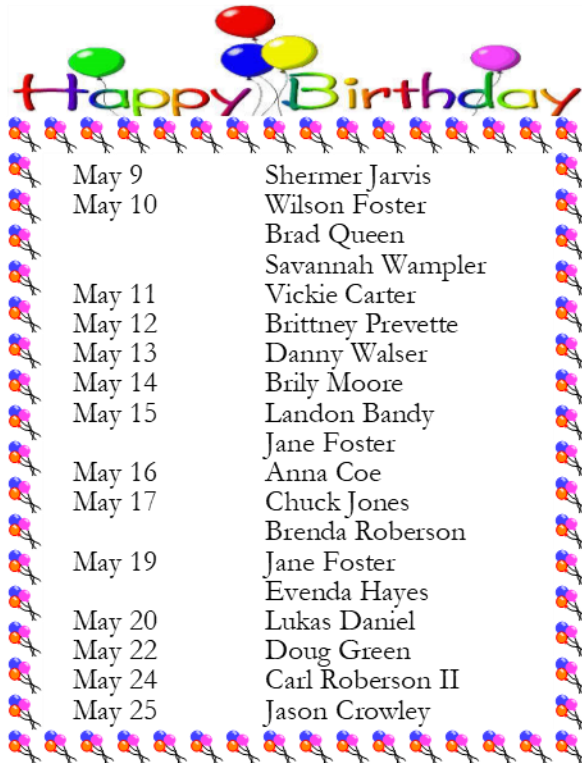 Happy Birthday
May 9 Shermer Jarvis
May 10 Wilson Foster
Brad Queen
Savannah Wampler
May 11 Vickie Carter
May 12 Brittney Prevette
May 13 Danny Walser
May 14 Brily Moore
May 15 Landon Bandy
Jane Foster
May 16 Anna Coe
May 17 Chuck Jones
Brenda Roberson
May 19 Jane Foster
Evenda Hayes
May 20 Lukas Daniel
May 22 Doug Green
May 24 Carl Roberson II
May 25 Jason Crowley